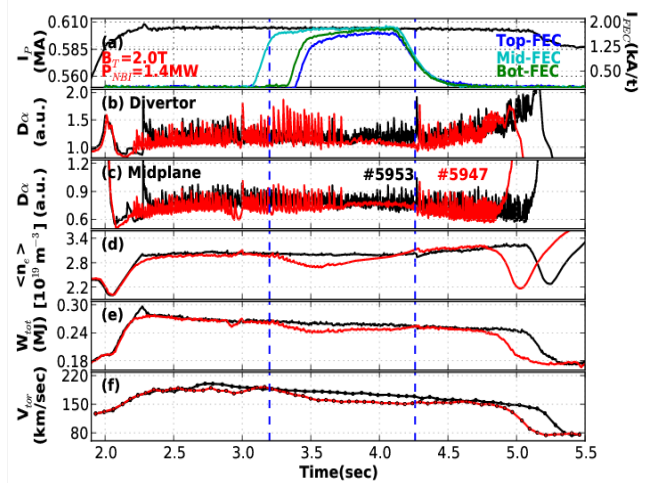 0.610
0.585
0.560
I_P (MA)
(a)
B_T=2.0T
P_NBI=1.4MW
Top-FEC
Mid-FEC
Bot-FEC
2.00
1.25
0.50
I_FEC(kA/t)
2.0
1.5
1.0
Dα (a.u.)
(b) Divertor
1.2
0.9
0.6
Dα (a.u.)
(c) Midplane
#5953
#5947
3.4
2.8
2.2
<n_e> [10^19 m^−3]
(d)
0.30
0.24
0.18
W_tot (MJ)
(e)
220
150
80
V_tor (km/sec)
(f)
2.0 2.5 3.0 3.5 4.0 4.5 5.0 5.5
Time(sec)